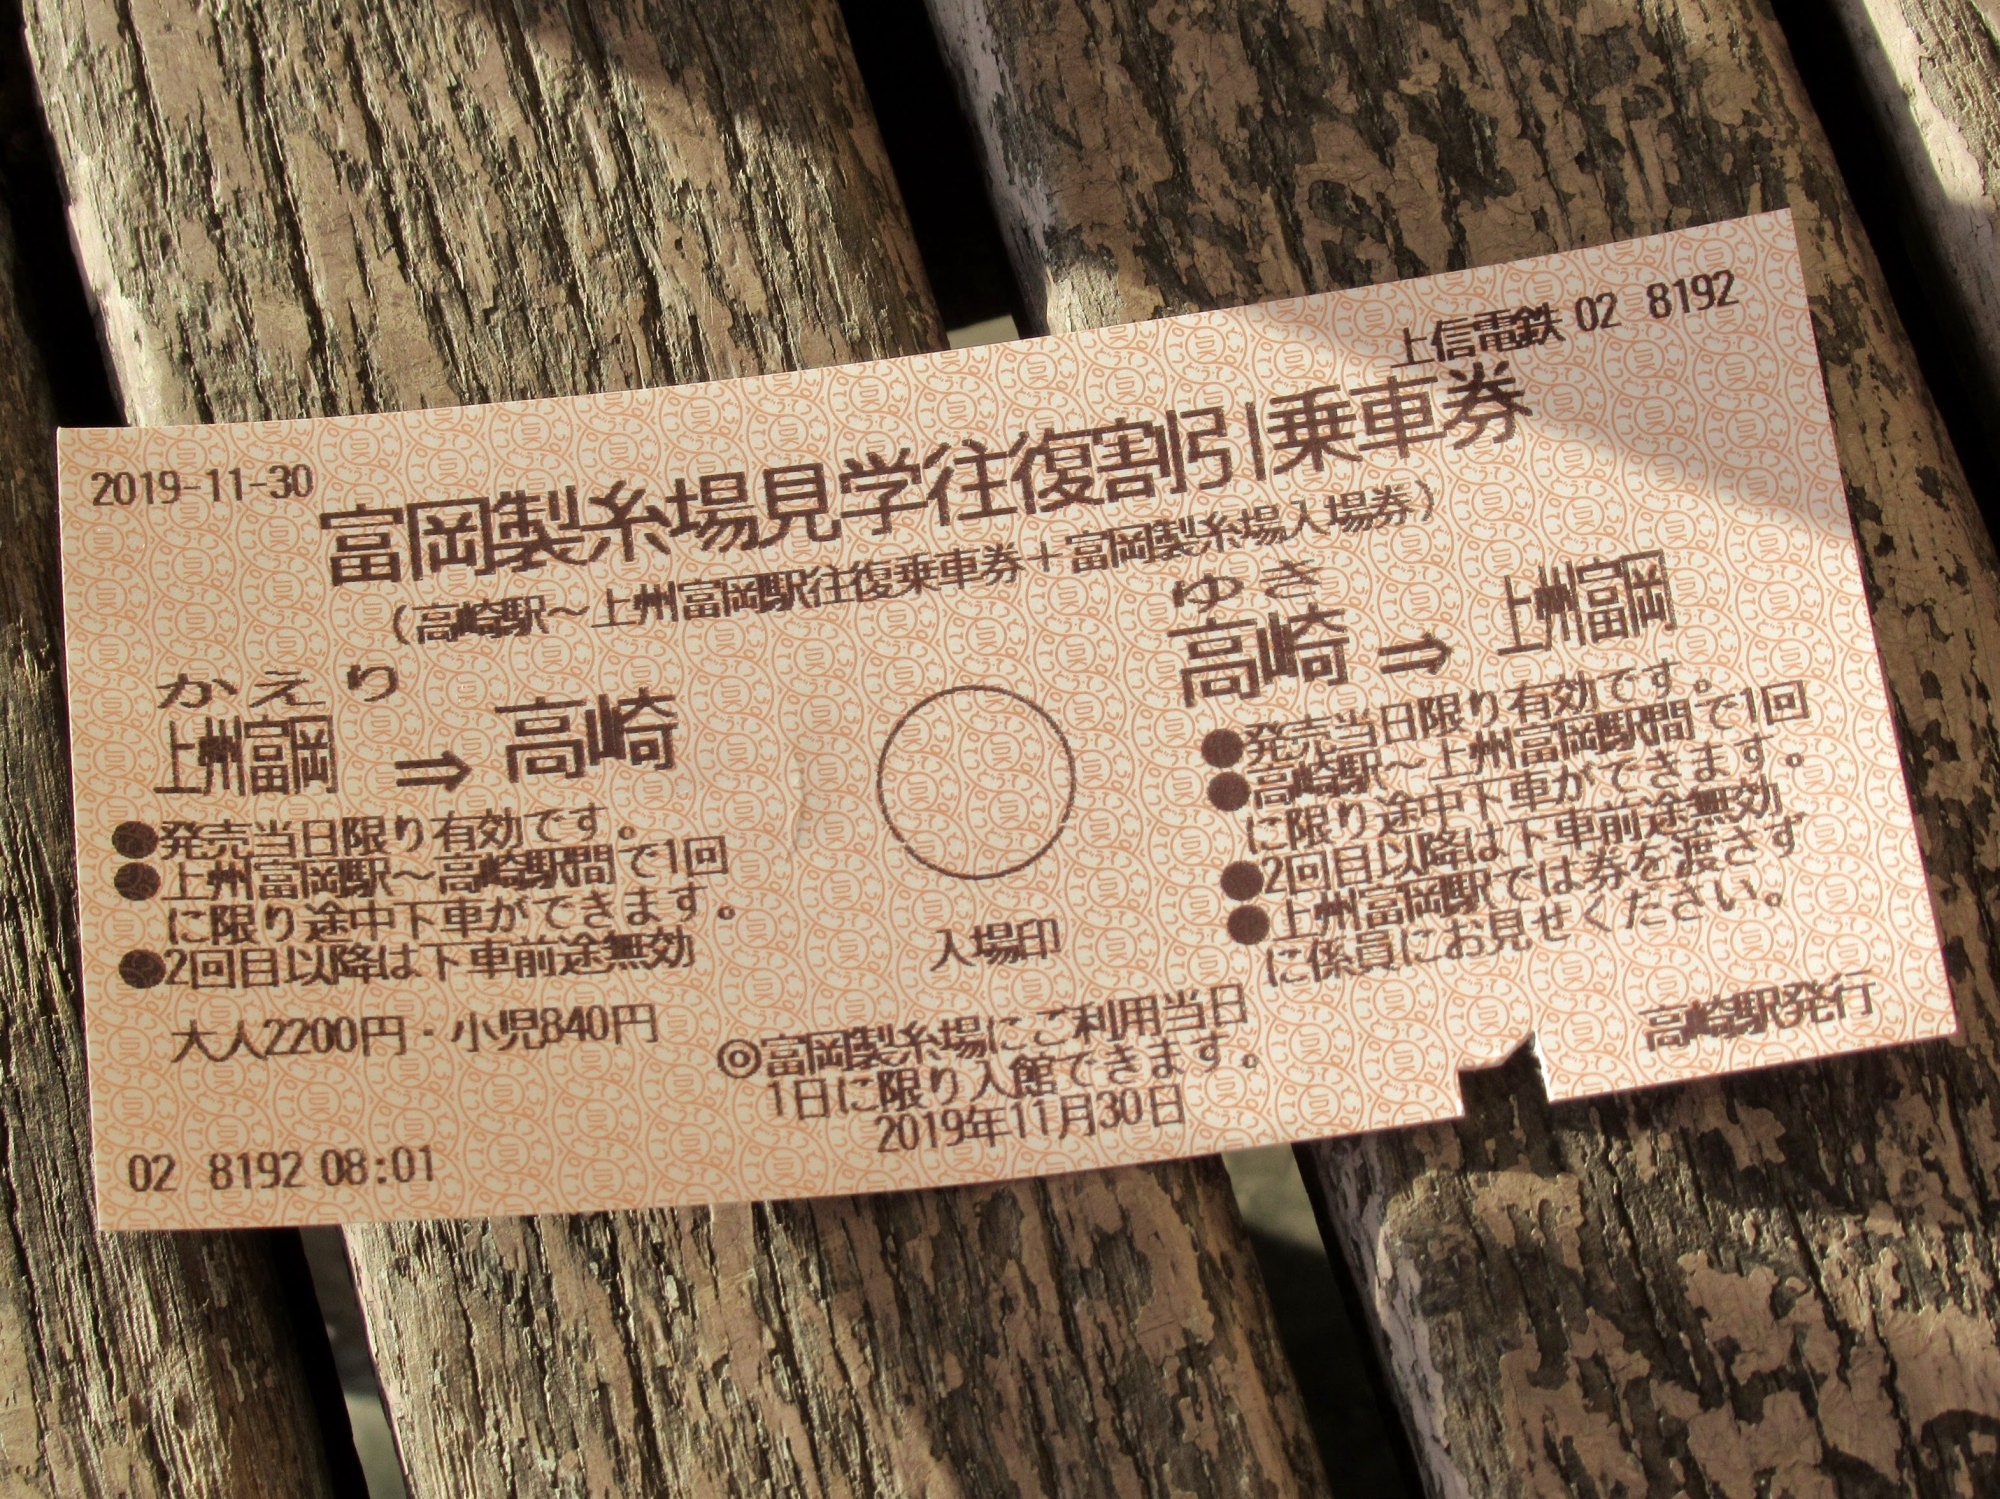 上信電鉄 02 8192
2019-11-30
富岡製糸場見学往復割引乗車券
(高崎駅～上州富岡駅往復乗車券＋富岡製糸場入場券)
かえり
上州富岡 ⇒ 高崎
●発売当日限り有効です。
●上州富岡駅～高崎駅間で1回
に限り途中下車ができます。
●2回目以降は下車前途無効
大人2200円・小児840円
02 8192 08:01
入場印
◎富岡製糸場にご利用当日
1日に限り入館できます。
2019年11月30日
ゆき
高崎 ⇒ 上州富岡
●発売当日限り有効です。
●高崎駅～上州富岡駅間で1回
に限り途中下車ができます。
●2回目以降は下車前途無効
●上州富岡駅では券を渡さず
に係員にお見せください。
高崎駅発行